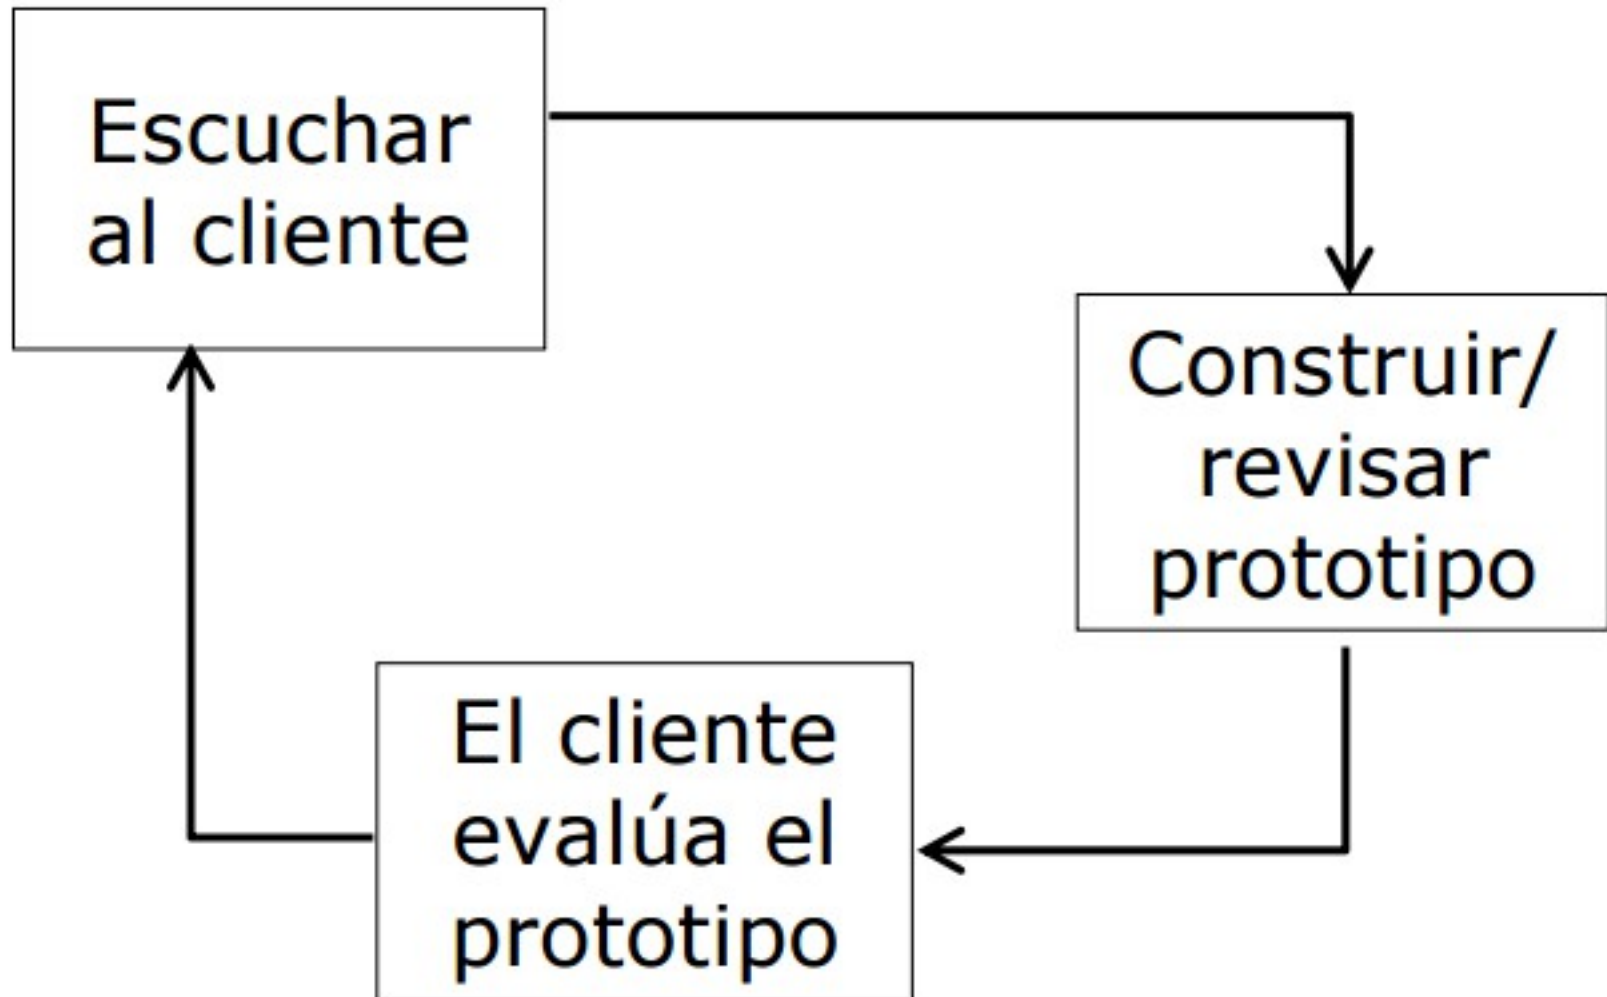 Escuchar
al cliente
Construir/
revisar
prototipo
El cliente
evalúa el
prototipo